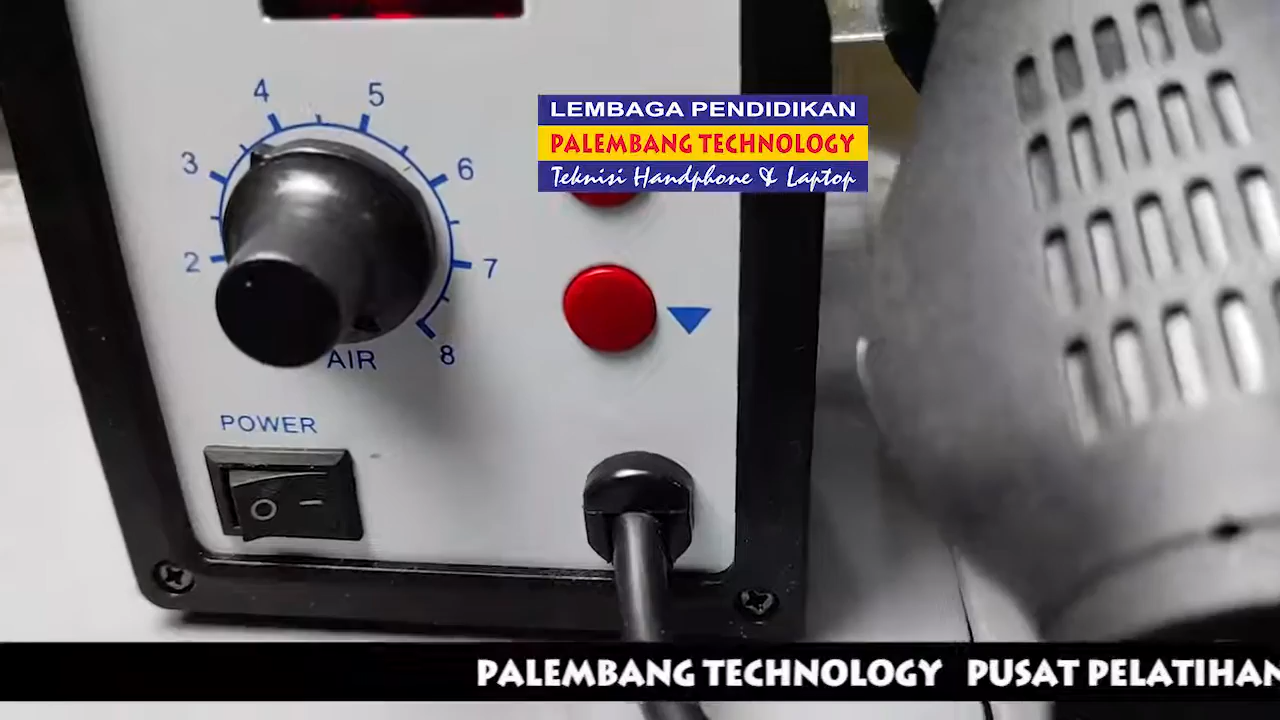 4 5
3 6
2 7
8
AIR
POWER
O –
LEMBAGA PENDIDIKAN
PALEMBANG TECHNOLOGY
Teknisi Handphone & Laptop
PALEMBANG TECHNOLOGY PUSAT PELATIHAN